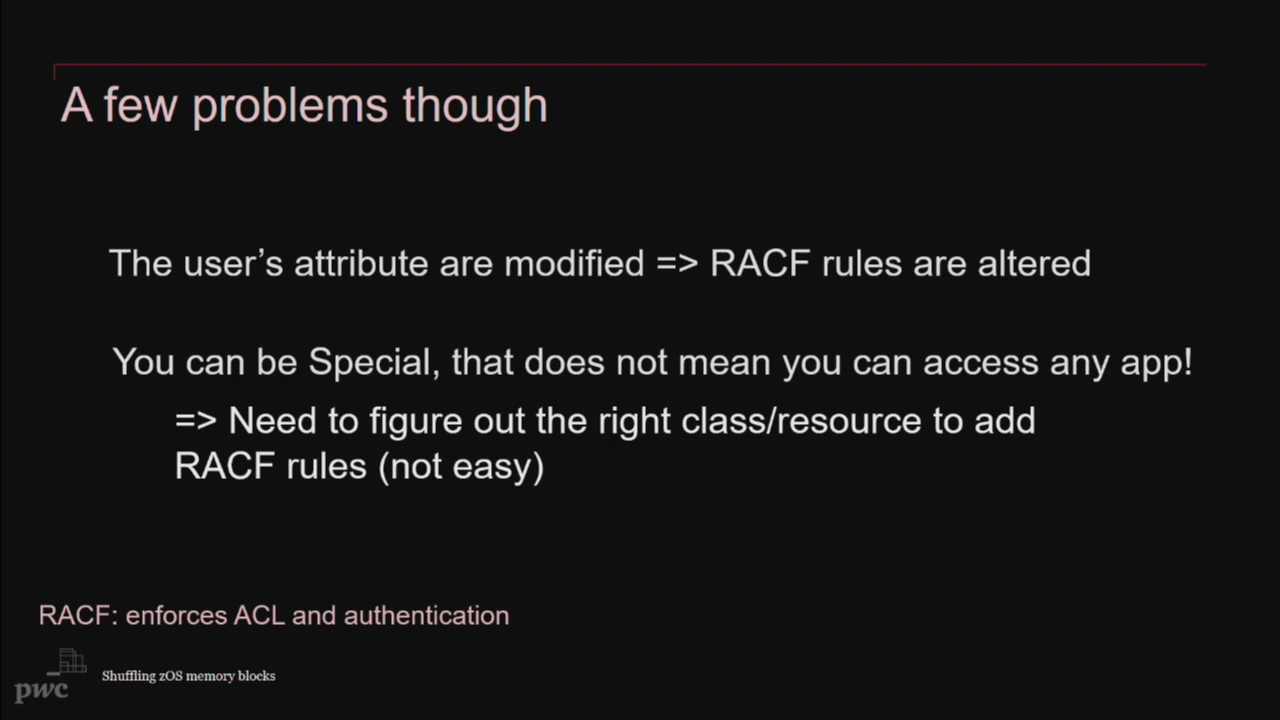 A few problems though
The user’s attribute are modified => RACF rules are altered
You can be Special, that does not mean you can access any app!
=> Need to figure out the right class/resource to add
RACF rules (not easy)
RACF: enforces ACL and authentication
Shuffling zOS memory blocks
pwc